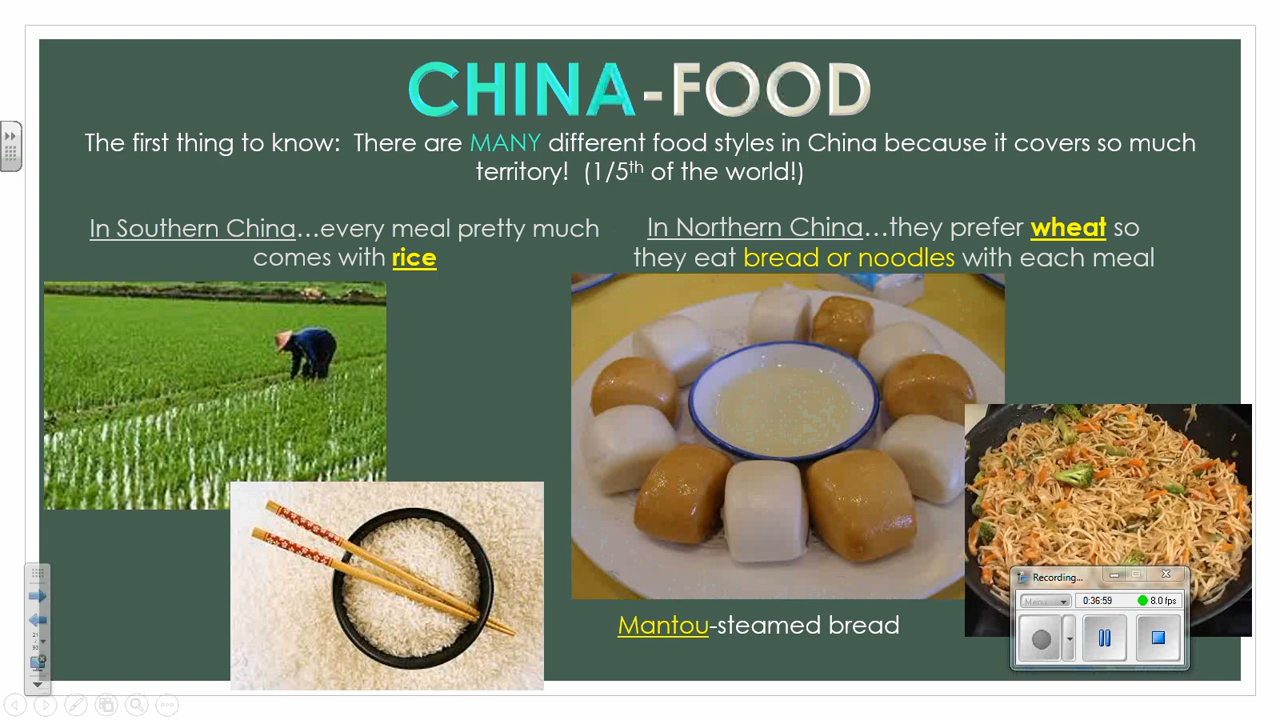 CHINA-FOOD
The first thing to know: There are MANY different food styles in China because it covers so much
territory! (1/5th of the world!)
In Southern China...every meal pretty much
comes with rice
In Northern China...they prefer wheat so
they eat bread or noodles with each meal
Mantou-steamed bread
Recording...
Menu
0:36:59
8.0 fps
21
/